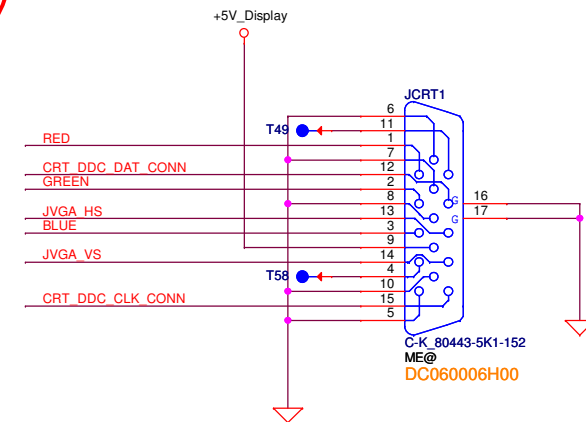 +5V_Display
JCRT1
6
T49
11
RED
1
7
CRT_DDC_DAT_CONN
12
GREEN
2
8
G
16
JVGA_HS
13
G
17
BLUE
3
9
JVGA_VS
14
T58
4
10
CRT_DDC_CLK_CONN
15
5
C-K_80443-5K1-152
ME@
DC060006H00